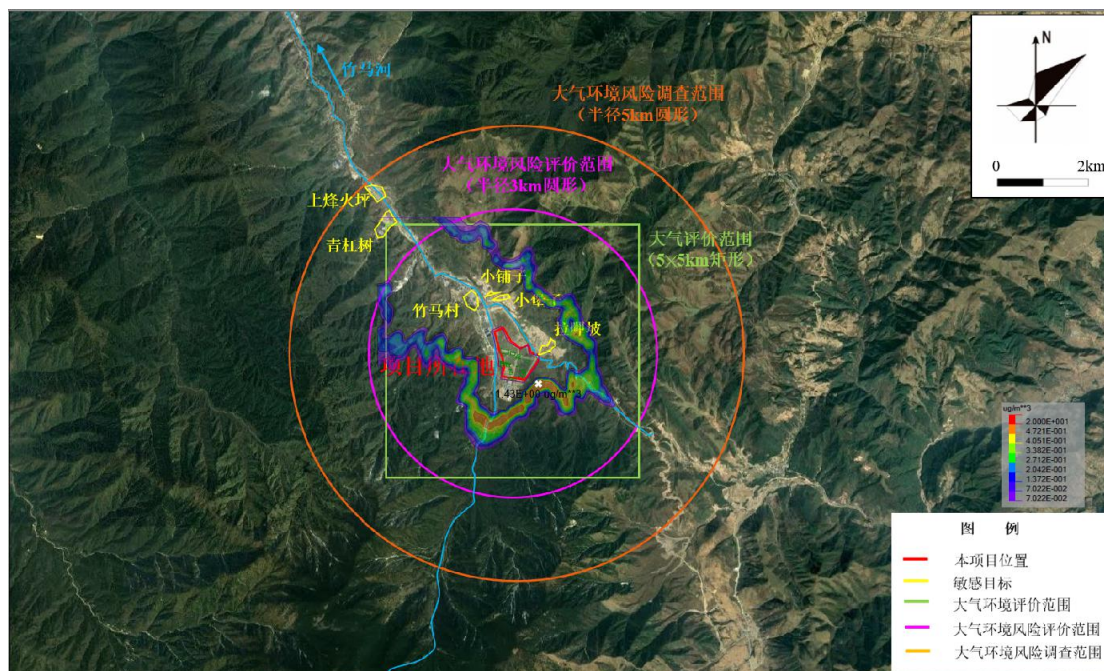 竹马河
大气环境风险调查范围
（半径5km圆形）
N
0 2km
大气环境风险评价范围
（半径3km圆形）
上烽火坪
青杠树
大气评价范围
（5×5km矩形）
小铺子
竹马村
1.43E+00 ug/m**3
ug/m**3
2.000E+001
4.721E-001
4.051E-001
3.382E-001
2.712E-001
2.042E-001
1.372E-001
7.022E-002
7.022E-002
图 例
本项目位置
敏感目标
大气环境评价范围
大气环境风险评价范围
大气环境风险调查范围